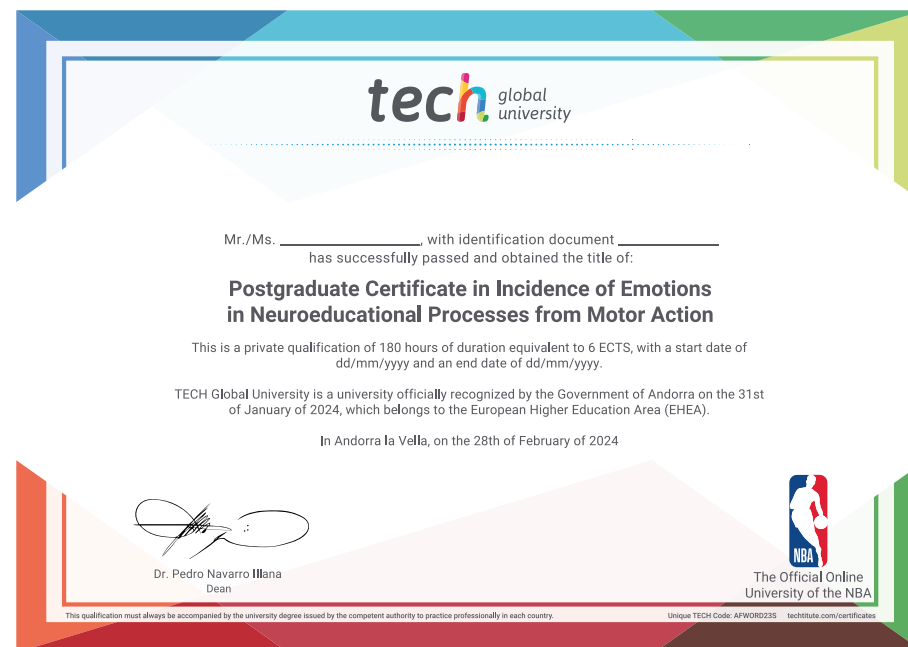 tech global university
Mr./Ms. ____________________, with identification document ______________
has successfully passed and obtained the title of:
Postgraduate Certificate in Incidence of Emotions
in Neuroeducational Processes from Motor Action
This is a private qualification of 180 hours of duration equivalent to 6 ECTS, with a start date of
dd/mm/yyyy and an end date of dd/mm/yyyy.
TECH Global University is a university officially recognized by the Government of Andorra on the 31st
of January of 2024, which belongs to the European Higher Education Area (EHEA).
In Andorra la Vella, on the 28th of February of 2024
Dr. Pedro Navarro Illana
Dean
NBA
The Official Online
University of the NBA
This qualification must always be accompanied by the university degree issued by the competent authority to practice professionally in each country.
Unique TECH Code: AFWORD23S techtitute.com/certificates